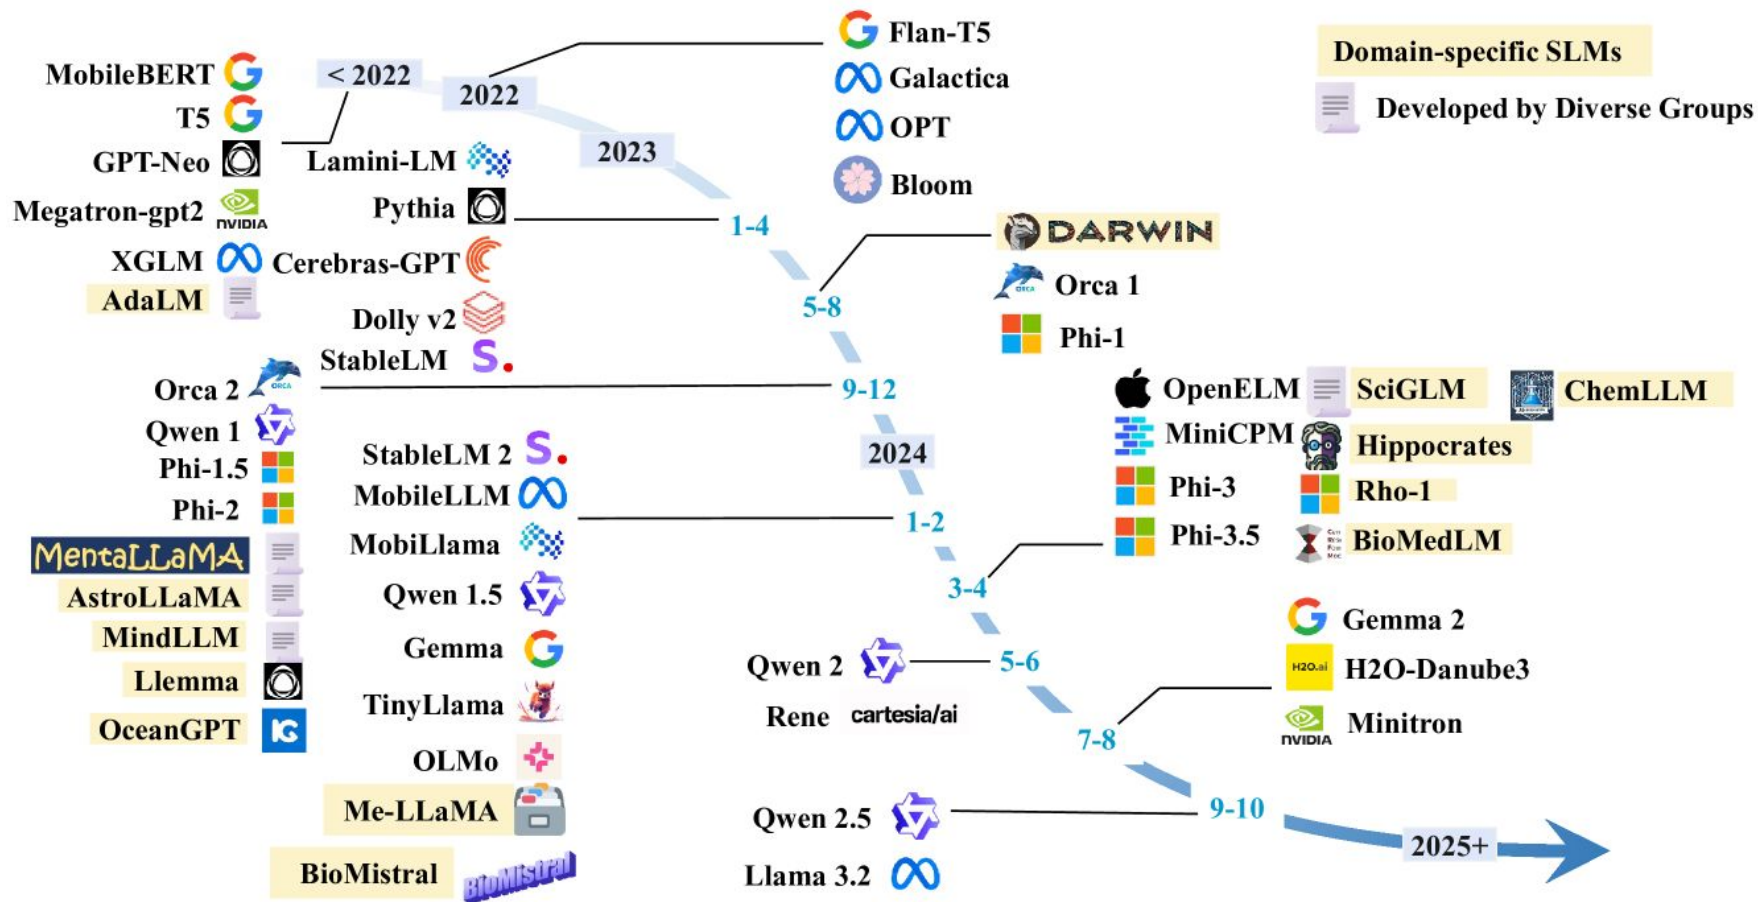 MobileBERT
T5
GPT-Neo
Megatron-gpt2
NVIDIA
XGLM
AdaLM
< 2022
2022
2023
Flan-T5
Galactica
OPT
Bloom
Domain-specific SLMs
Developed by Diverse Groups
Lamini-LM
Pythia
Cerebras-GPT
Dolly v2
StableLM
1-4
DARWIN
Orca 1
Phi-1
5-8
Orca 2
ORCA
Qwen 1
Phi-1.5
Phi-2
MentaLLaMA
AstroLLaMA
MindLLM
Llemma
OceanGPT
9-12
2024
StableLM 2
MobileLLM
MobiLlama
Qwen 1.5
Gemma
TinyLlama
OLMo
Me-LLaMA
BioMistral
BioMistral
1-2
OpenELM
MiniCPM
Phi-3
Phi-3.5
SciGLM
ChemLLM
Hippocrates
Rho-1
BioMedLM
3-4
Qwen 2
Rene cartesia/ai
5-6
Gemma 2
H2O.ai
H2O-Danube3
Minitron
NVIDIA
7-8
Qwen 2.5
Llama 3.2
9-10
2025+